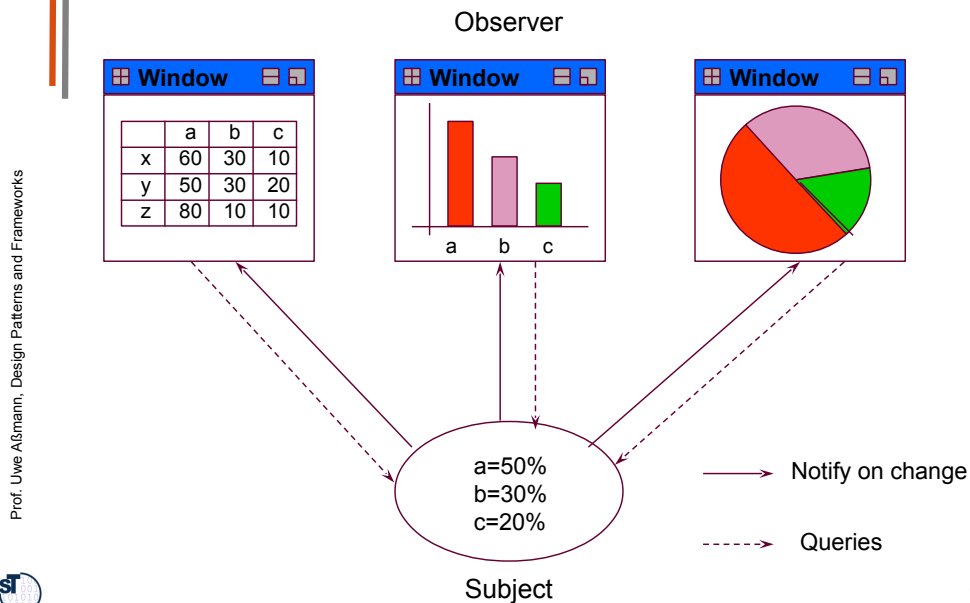 Observer
Window
a b c
x 60 30 10
y 50 30 20
z 80 10 10
Window
a b c
Window
a=50%
b=30%
c=20%
Subject
Notify on change
Queries
Prof. Uwe Aßmann, Design Patterns and Frameworks
ST